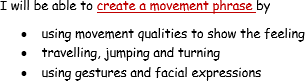 I will be able to create a movement phrase by
• using movement qualities to show the feeling
• travelling, jumping and turning
• using gestures and facial expressions